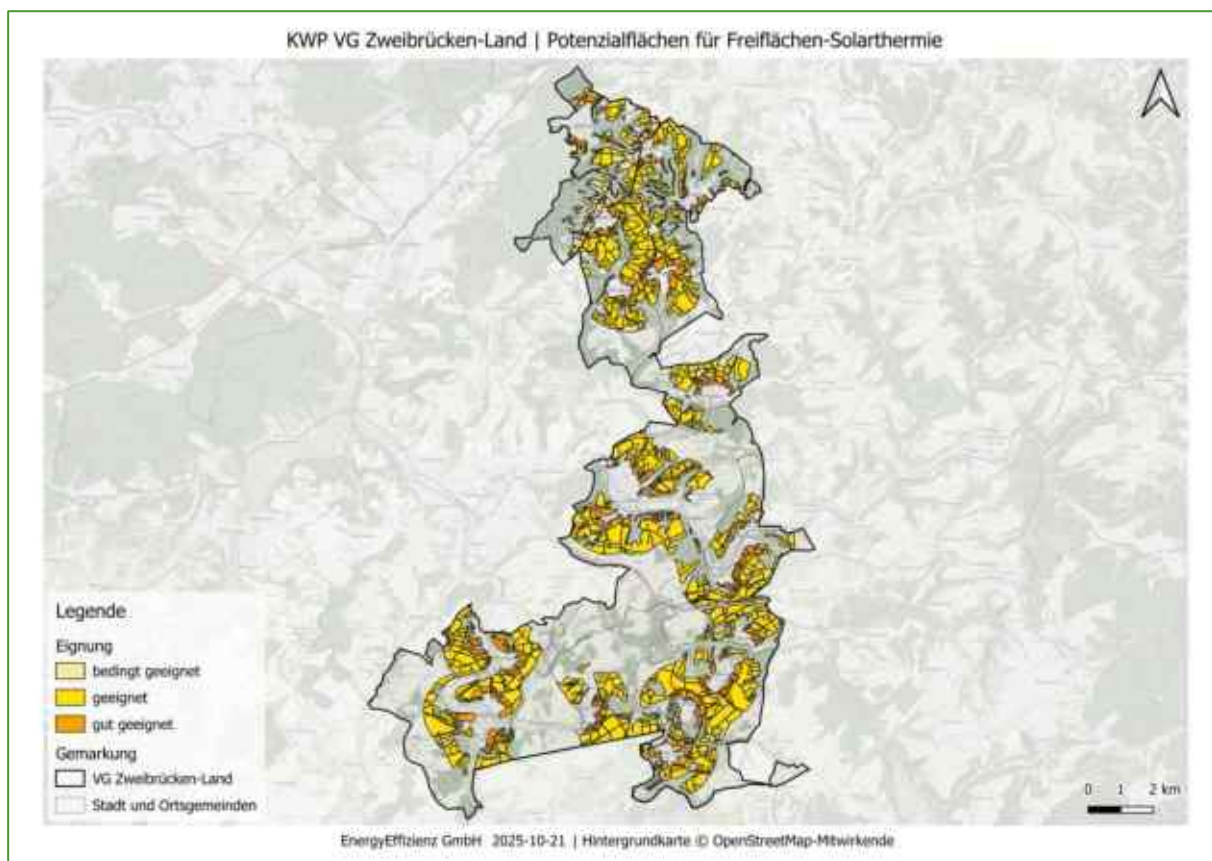 KWP VG Zweibrücken-Land | Potenzialflächen für Freiflächen-Solarthermie
Legende
Eignung
bedingt geeignet
geeignet
gut geeignet
Gemarkung
VG Zweibrücken-Land
Stadt und Ortsgemeinden
0 1 2 km
EnergyEffizienz GmbH 2025-10-21 | Hintergrundkarte © OpenStreetMap-Mitwirkende